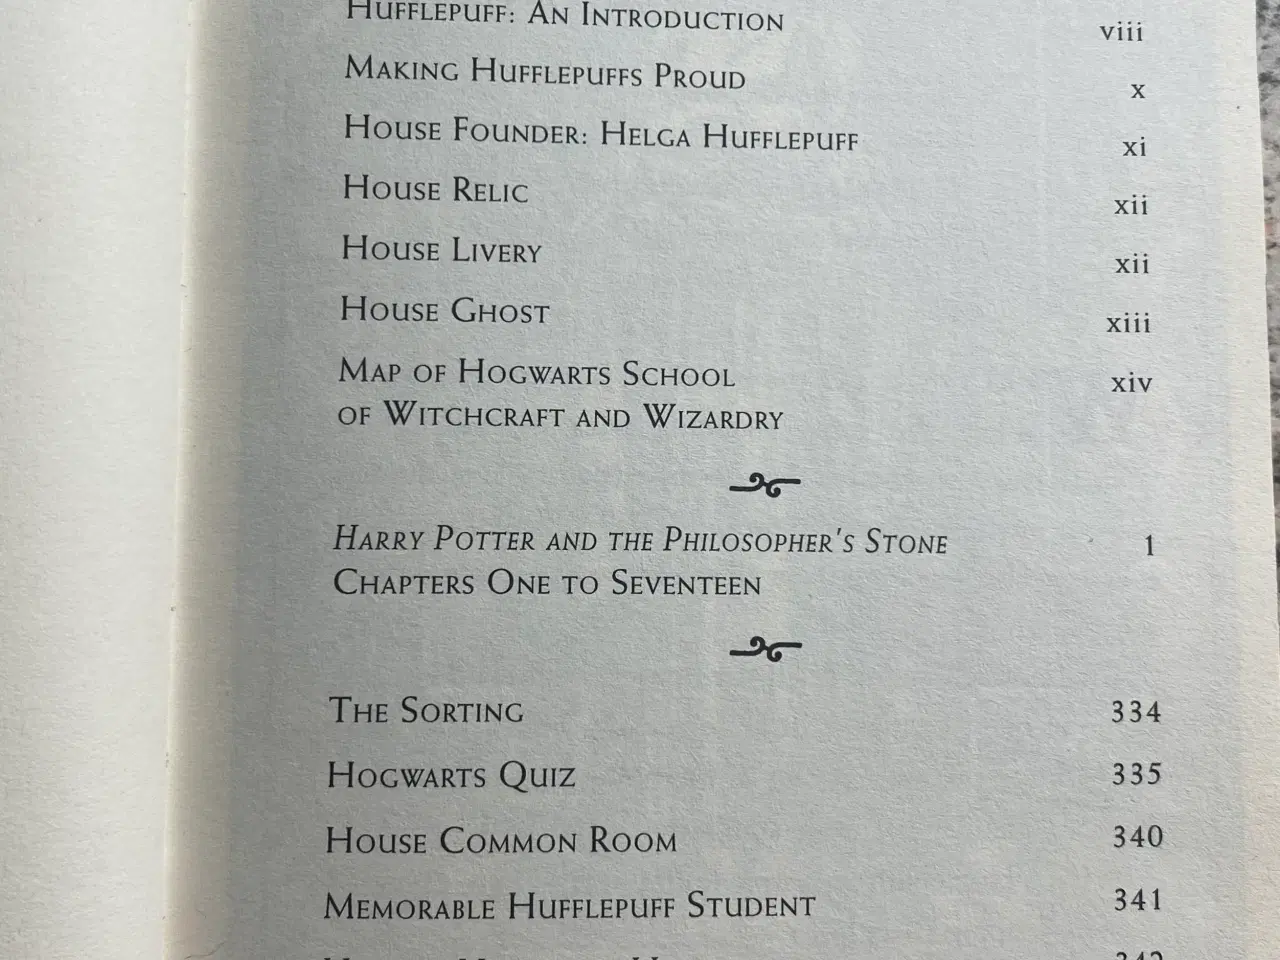 Hufflepuff: An Introduction viii
Making Hufflepuffs Proud x
House Founder: Helga Hufflepuff xi
House Relic xii
House Livery xii
House Ghost xiii
Map of Hogwarts School xiv
of Witchcraft and Wizardry
Harry Potter and the Philosopher's Stone 1
Chapters One to Seventeen
The Sorting 334
Hogwarts Quiz 335
House Common Room 340
Memorable Hufflepuff Student 341
342